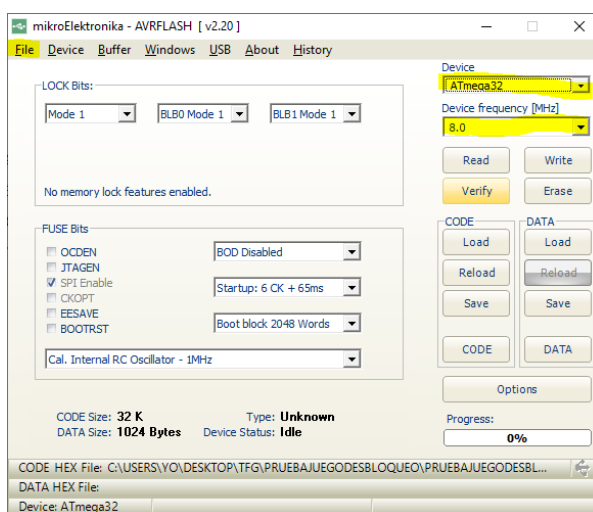 mikroElektronika - AVRFLASH [ v2.20 ]
File Device Buffer Windows USB About History
Device
ATmega32
Device frequency [MHz]
8.0
Read Write
Verify Erase
CODE DATA
Load Load
Reload Reload
Save Save
CODE DATA
Options
Progress:
0%
LOCK Bits:
Mode 1 BLB0 Mode 1 BLB1 Mode 1
No memory lock features enabled.
FUSE Bits
OCDEN
JTAGEN
SPI Enable
CKOPT
EESAVE
BOOTRST
BOD Disabled
Startup: 6 CK + 65ms
Boot block 2048 Words
Cal. Internal RC Oscillator - 1MHz
CODE Size: 32 K Type: Unknown
DATA Size: 1024 Bytes Device Status: Idle
CODE HEX File: C:\USERS\YO\DESKTOP\TFG\PRUEBAJUEGODESBLOQUEO\PRUEBAJUEGODESBL...
DATA HEX File:
Device: ATmega32